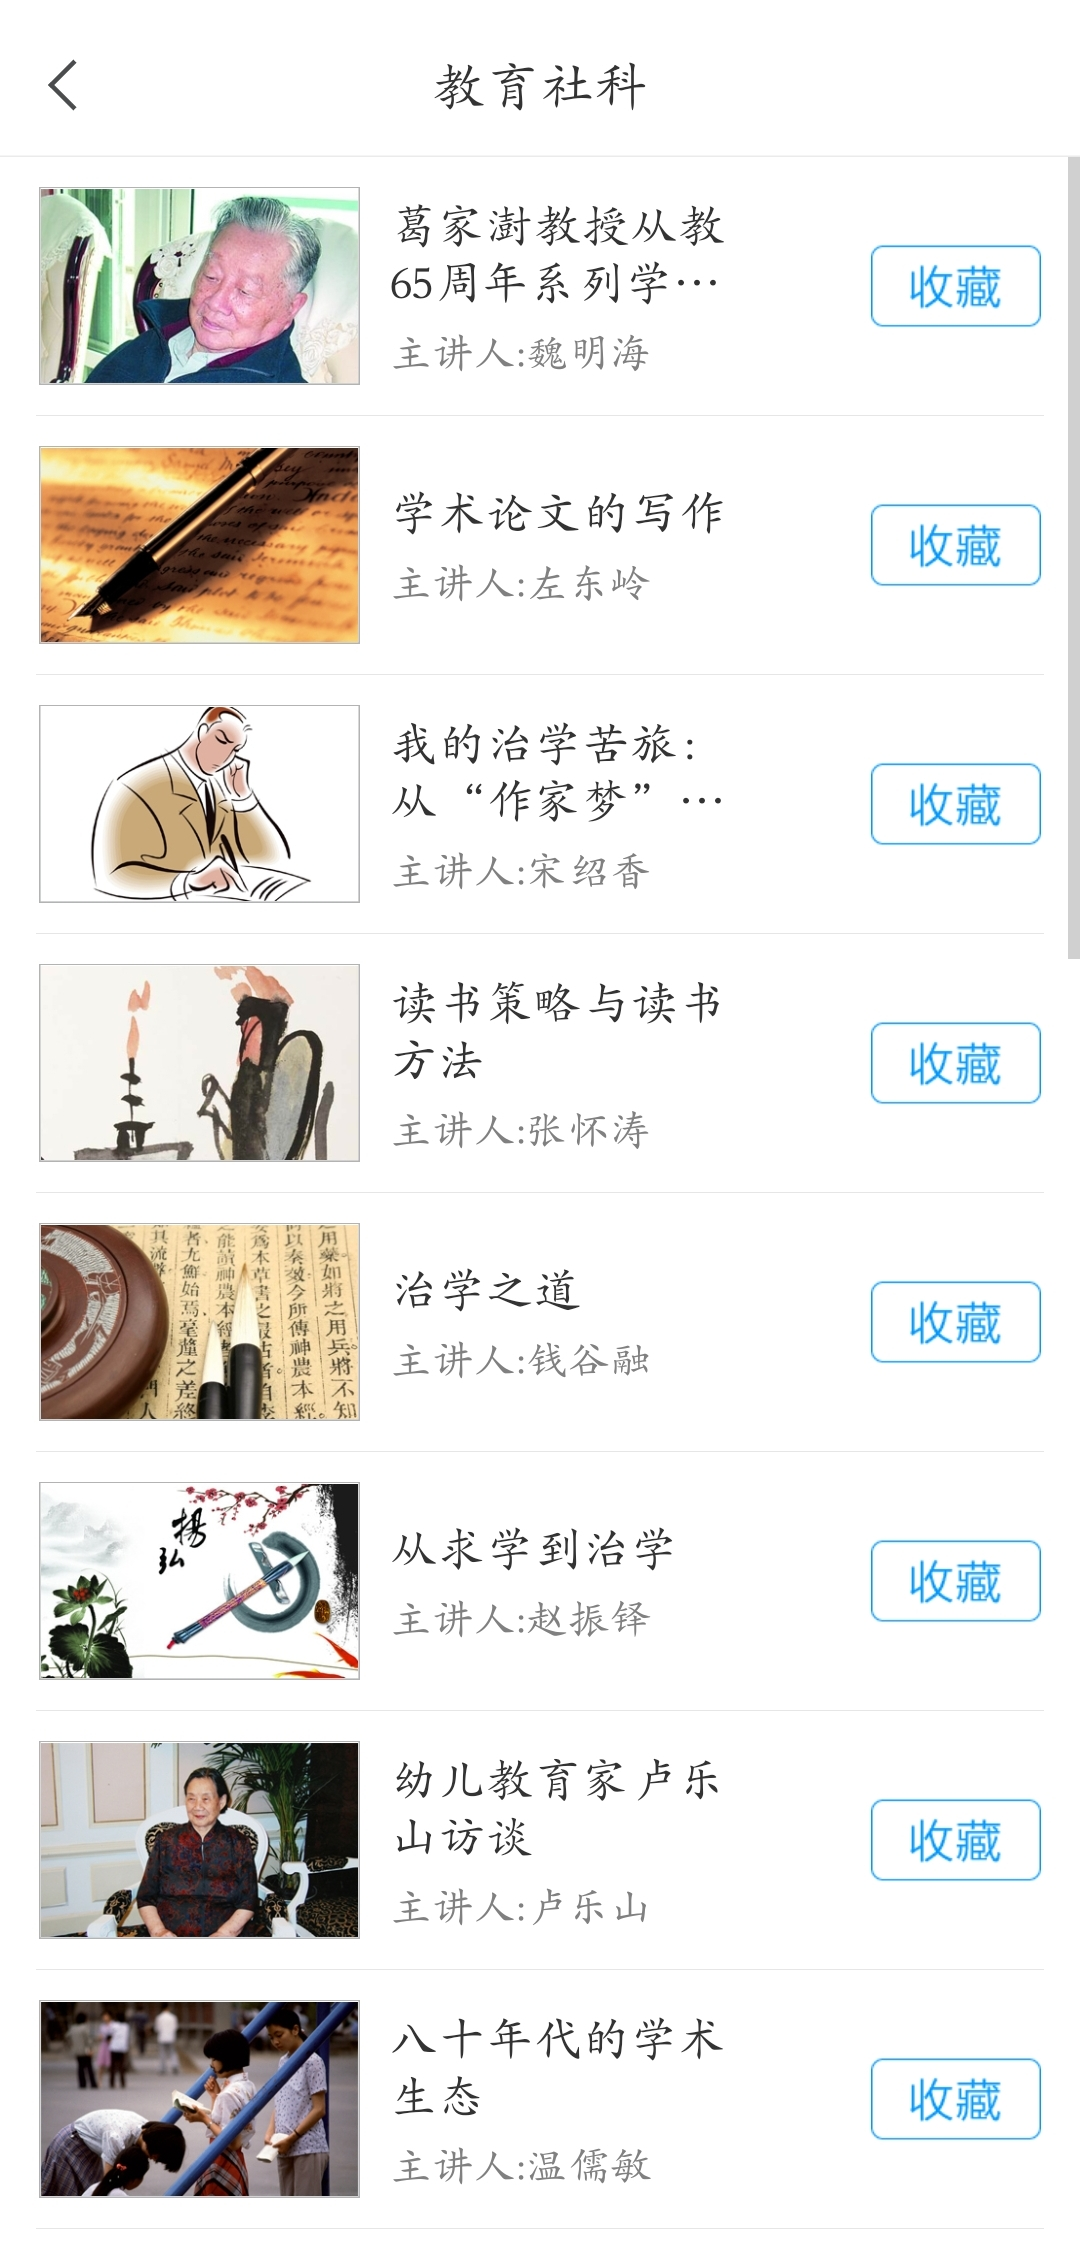 教育社科
葛家澍教授从教
65周年系列学…
主讲人:魏明海
收藏
学术论文的写作
主讲人:左东岭
收藏
我的治学苦旅：
从“作家梦”…
主讲人:宋绍香
收藏
读书策略与读书
方法
主讲人:张怀涛
收藏
治学之道
主讲人:钱谷融
收藏
从求学到治学
主讲人:赵振铎
收藏
幼儿教育家卢乐
山访谈
主讲人:卢乐山
收藏
八十年代的学术
生态
主讲人:温儒敏
收藏